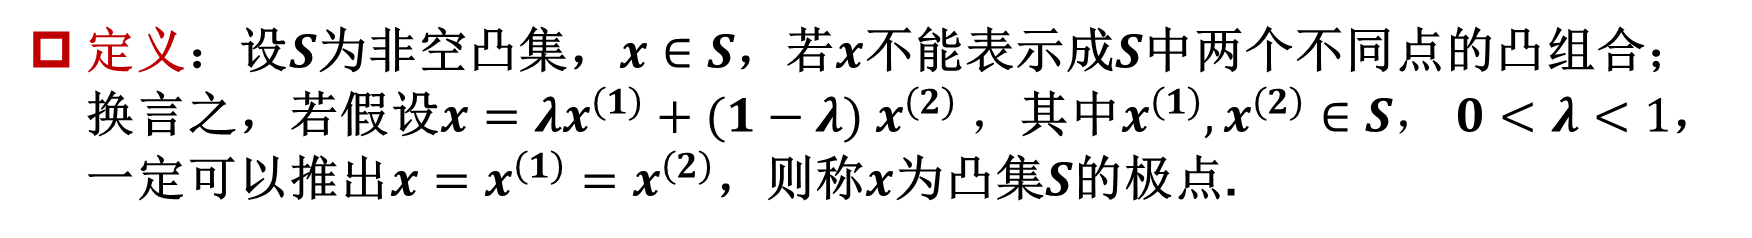 定义：设S为非空凸集，x ∈ S，若x不能表示成S中两个不同点的凸组合；
换言之，若假设x = λx⁽¹⁾ + (1 − λ) x⁽²⁾ ，其中x⁽¹⁾, x⁽²⁾ ∈ S， 0 < λ < 1，
一定可以推出x = x⁽¹⁾ = x⁽²⁾，则称x为凸集S的极点.